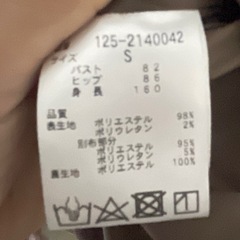 125-2140042
サイズ S
バスト 82
ヒップ 86
身長 160
品質
表生地 ポリエステル 98%
ポリウレタン 2%
別布部分
ポリエステル 95%
ポリウレタン 5%
裏生地 ポリエステル 100%